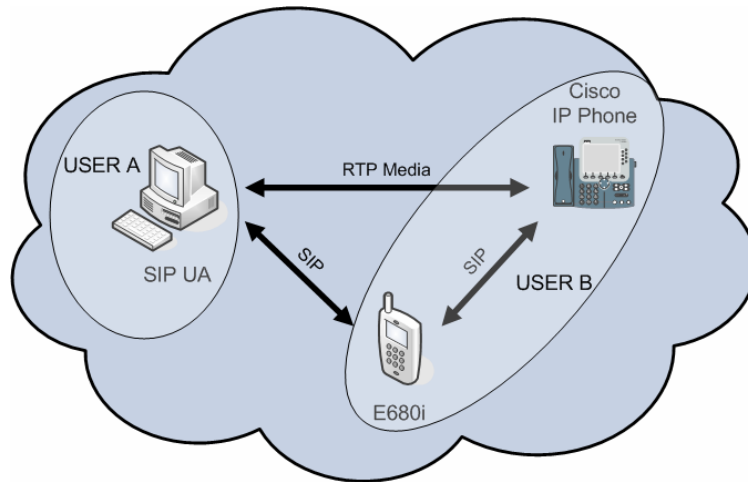 Cisco
IP Phone
USER A
RTP Media
SIP
SIP
SIP UA
USER B
E680i